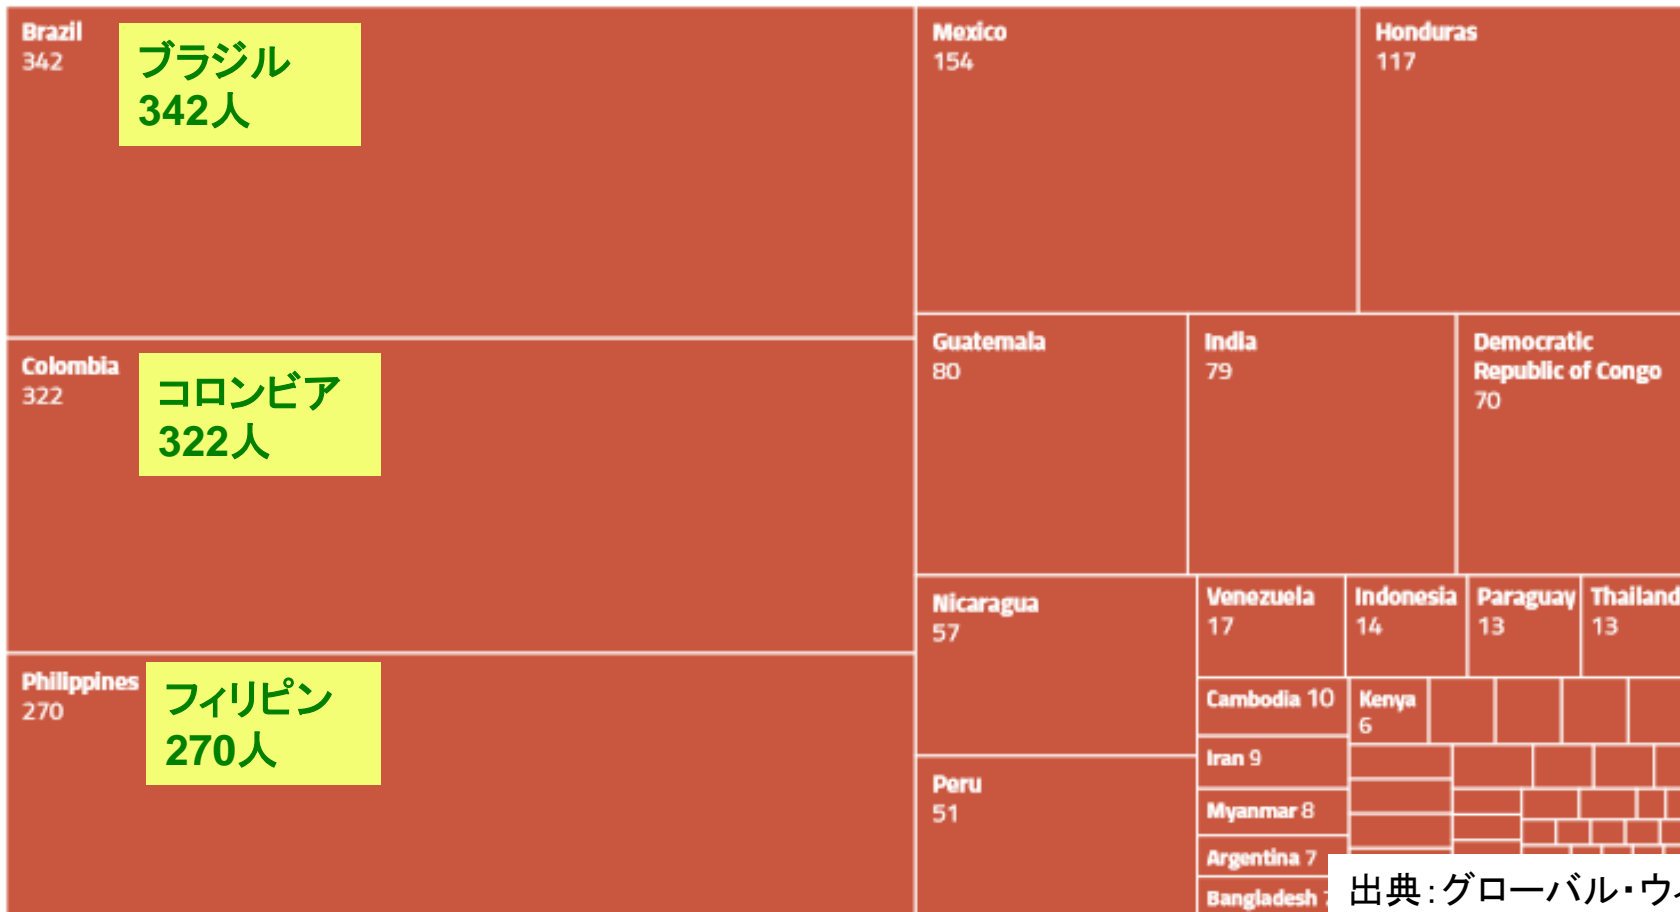 Brazil
342
ブラジル
342人
Colombia
322
コロンビア
322人
Philippines
270
フィリピン
270人
Mexico
154
Honduras
117
Guatemala
80
India
79
Democratic
Republic of Congo
70
Nicaragua
57
Peru
51
Venezuela
17
Indonesia
14
Paraguay
13
Thailand
13
Cambodia 10
Kenya
6
Iran 9
Myanmar 8
Argentina 7
Bangladesh
出典:グローバル・ウ